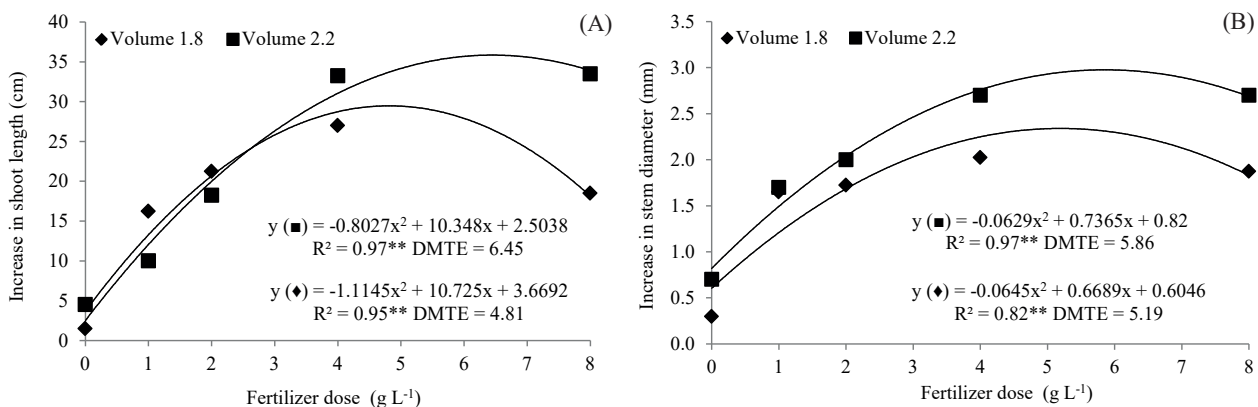 (A)
◆Volume 1.8 ■Volume 2.2
Increase in shoot length (cm)
40
35
30
25
20
15
10
5
0
y (■) = -0.8027x² + 10.348x + 2.5038
R² = 0.97** DMTE = 6.45
y (♦) = -1.1145x² + 10.725x + 3.6692
R² = 0.95** DMTE = 4.81
0 1 2 3 4 5 6 7 8
Fertilizer dose (g L⁻¹)
(B)
◆Volume 1.8 ■Volume 2.2
Increase in stem diameter (mm)
3.5
3.0
2.5
2.0
1.5
1.0
0.5
0.0
y (■) = -0.0629x² + 0.7365x + 0.82
R² = 0.97** DMTE = 5.86
y (♦) = -0.0645x² + 0.6689x + 0.6046
R² = 0.82** DMTE = 5.19
0 1 2 3 4 5 6 7 8
Fertilizer dose (g L⁻¹)